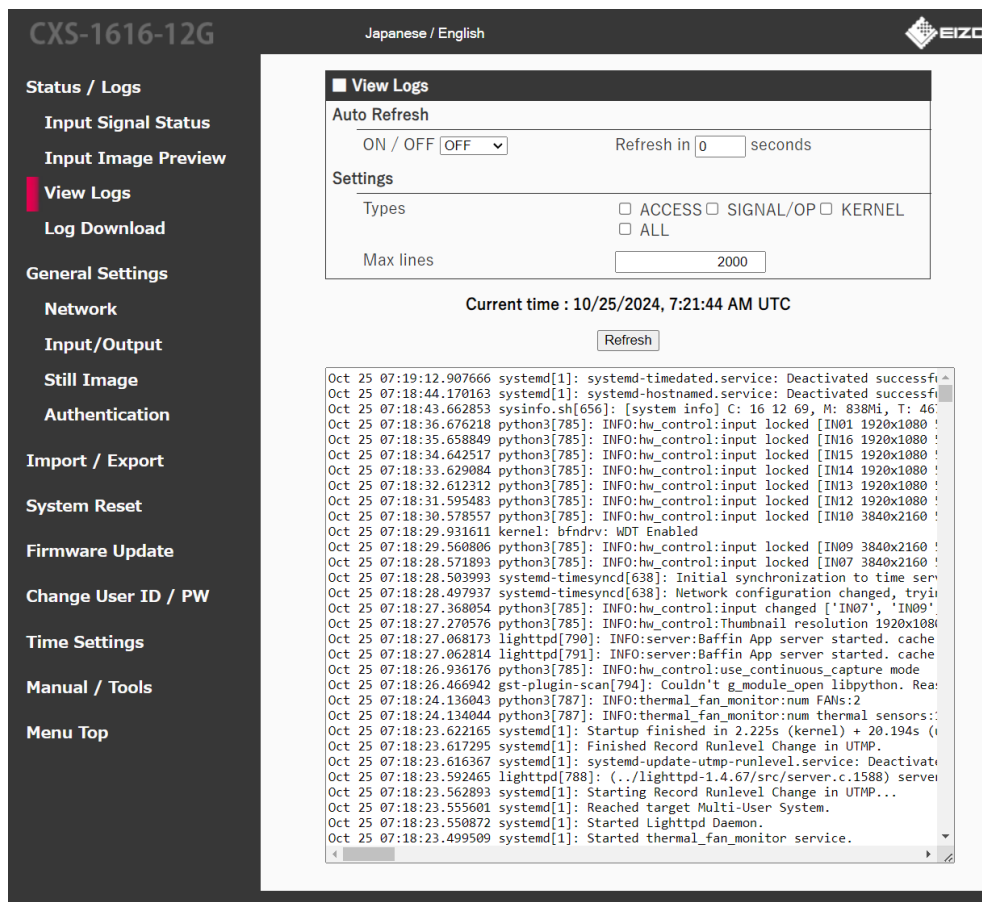 CXS-1616-12G
Japanese / English
EIZO
Status / Logs
Input Signal Status
Input Image Preview
View Logs
Log Download
General Settings
Network
Input/Output
Still Image
Authentication
Import / Export
System Reset
Firmware Update
Change User ID / PW
Time Settings
Manual / Tools
Menu Top
View Logs
Auto Refresh
ON / OFF OFF Refresh in 0 seconds
Settings
Types ACCESS SIGNAL/OP KERNEL
ALL
Max lines 2000
Current time : 10/25/2024, 7:21:44 AM UTC
Refresh
Oct 25 07:19:12.907666 systemd[1]: systemd-timedated.service: Deactivated successfu
Oct 25 07:18:44.170163 systemd[1]: systemd-hostnamed.service: Deactivated successfu
Oct 25 07:18:43.662853 sysinfo.sh[656]: [system info] C: 16 12 69, M: 838Mi, T: 467
Oct 25 07:18:36.676218 python3[785]: INFO:hw_control:input locked [IN01 1920x1080
Oct 25 07:18:35.658849 python3[785]: INFO:hw_control:input locked [IN16 1920x1080
Oct 25 07:18:34.642517 python3[785]: INFO:hw_control:input locked [IN15 1920x1080
Oct 25 07:18:33.629084 python3[785]: INFO:hw_control:input locked [IN14 1920x1080
Oct 25 07:18:32.612312 python3[785]: INFO:hw_control:input locked [IN13 1920x1080
Oct 25 07:18:31.595483 python3[785]: INFO:hw_control:input locked [IN12 1920x1080
Oct 25 07:18:30.578557 python3[785]: INFO:hw_control:input locked [IN10 3840x2160
Oct 25 07:18:29.931611 kernel: bfndrv: WDT Enabled
Oct 25 07:18:29.560806 python3[785]: INFO:hw_control:input locked [IN09 3840x2160
Oct 25 07:18:28.571893 python3[785]: INFO:hw_control:input locked [IN07 3840x2160
Oct 25 07:18:28.503993 systemd-timesyncd[638]: Initial synchronization to time serv
Oct 25 07:18:28.497937 systemd-timesyncd[638]: Network configuration changed, tryin
Oct 25 07:18:27.368054 python3[785]: INFO:hw_control:input changed ['IN07', 'IN09'
Oct 25 07:18:27.270576 python3[785]: INFO:hw_control:Thumbnail resolution 1920x1080
Oct 25 07:18:27.068173 lighttpd[790]: INFO:server:Baffin App server started. cache
Oct 25 07:18:27.062814 lighttpd[791]: INFO:server:Baffin App server started. cache
Oct 25 07:18:26.936176 python3[785]: INFO:hw_control:use_continuous_capture mode
Oct 25 07:18:26.466942 gst-plugin-scan[794]: Couldn't g_module_open libpython. Reas
Oct 25 07:18:24.136043 python3[787]: INFO:thermal_fan_monitor:num FANs:2
Oct 25 07:18:24.134044 python3[787]: INFO:thermal_fan_monitor:num thermal sensors:
Oct 25 07:18:23.622165 systemd[1]: Startup finished in 2.225s (kernel) + 20.194s (u
Oct 25 07:18:23.617295 systemd[1]: Finished Record Runlevel Change in UTMP.
Oct 25 07:18:23.616367 systemd[1]: systemd-update-utmp-runlevel.service: Deactivate
Oct 25 07:18:23.592465 lighttpd[788]: (../lighttpd-1.4.67/src/server.c.1588) server
Oct 25 07:18:23.562893 systemd[1]: Starting Record Runlevel Change in UTMP...
Oct 25 07:18:23.555601 systemd[1]: Reached target Multi-User System.
Oct 25 07:18:23.550872 systemd[1]: Started Lighttpd Daemon.
Oct 25 07:18:23.499509 systemd[1]: Started thermal_fan_monitor service.